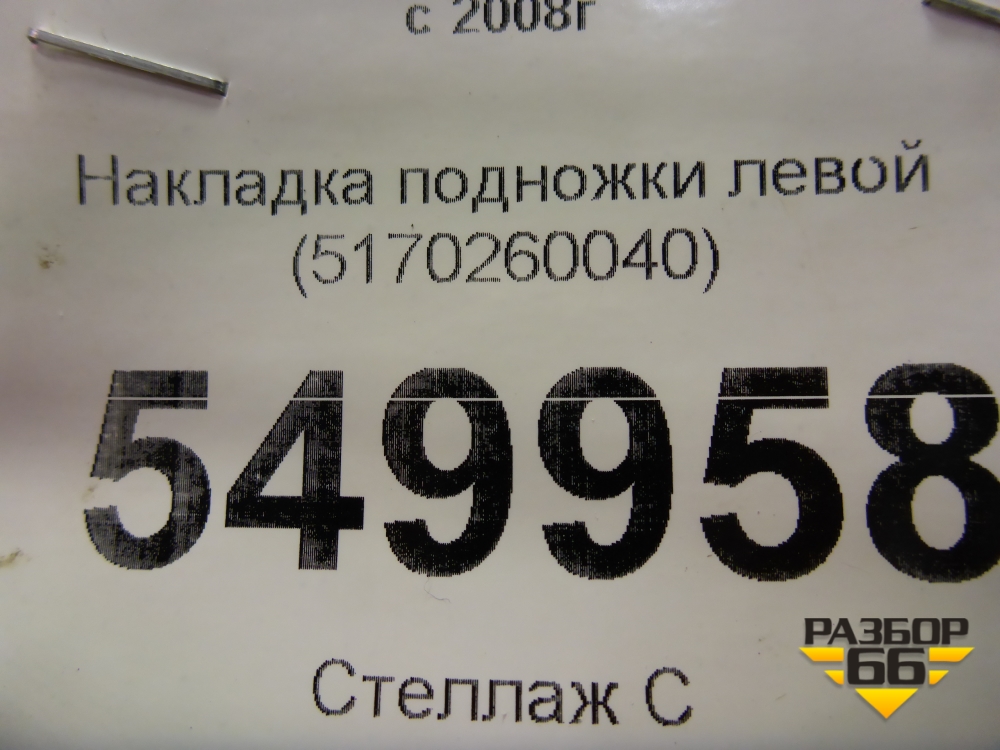 с 2008г
Накладка подножки левой
(5170260040)
549958
Стеллаж С
РАЗБОР
66